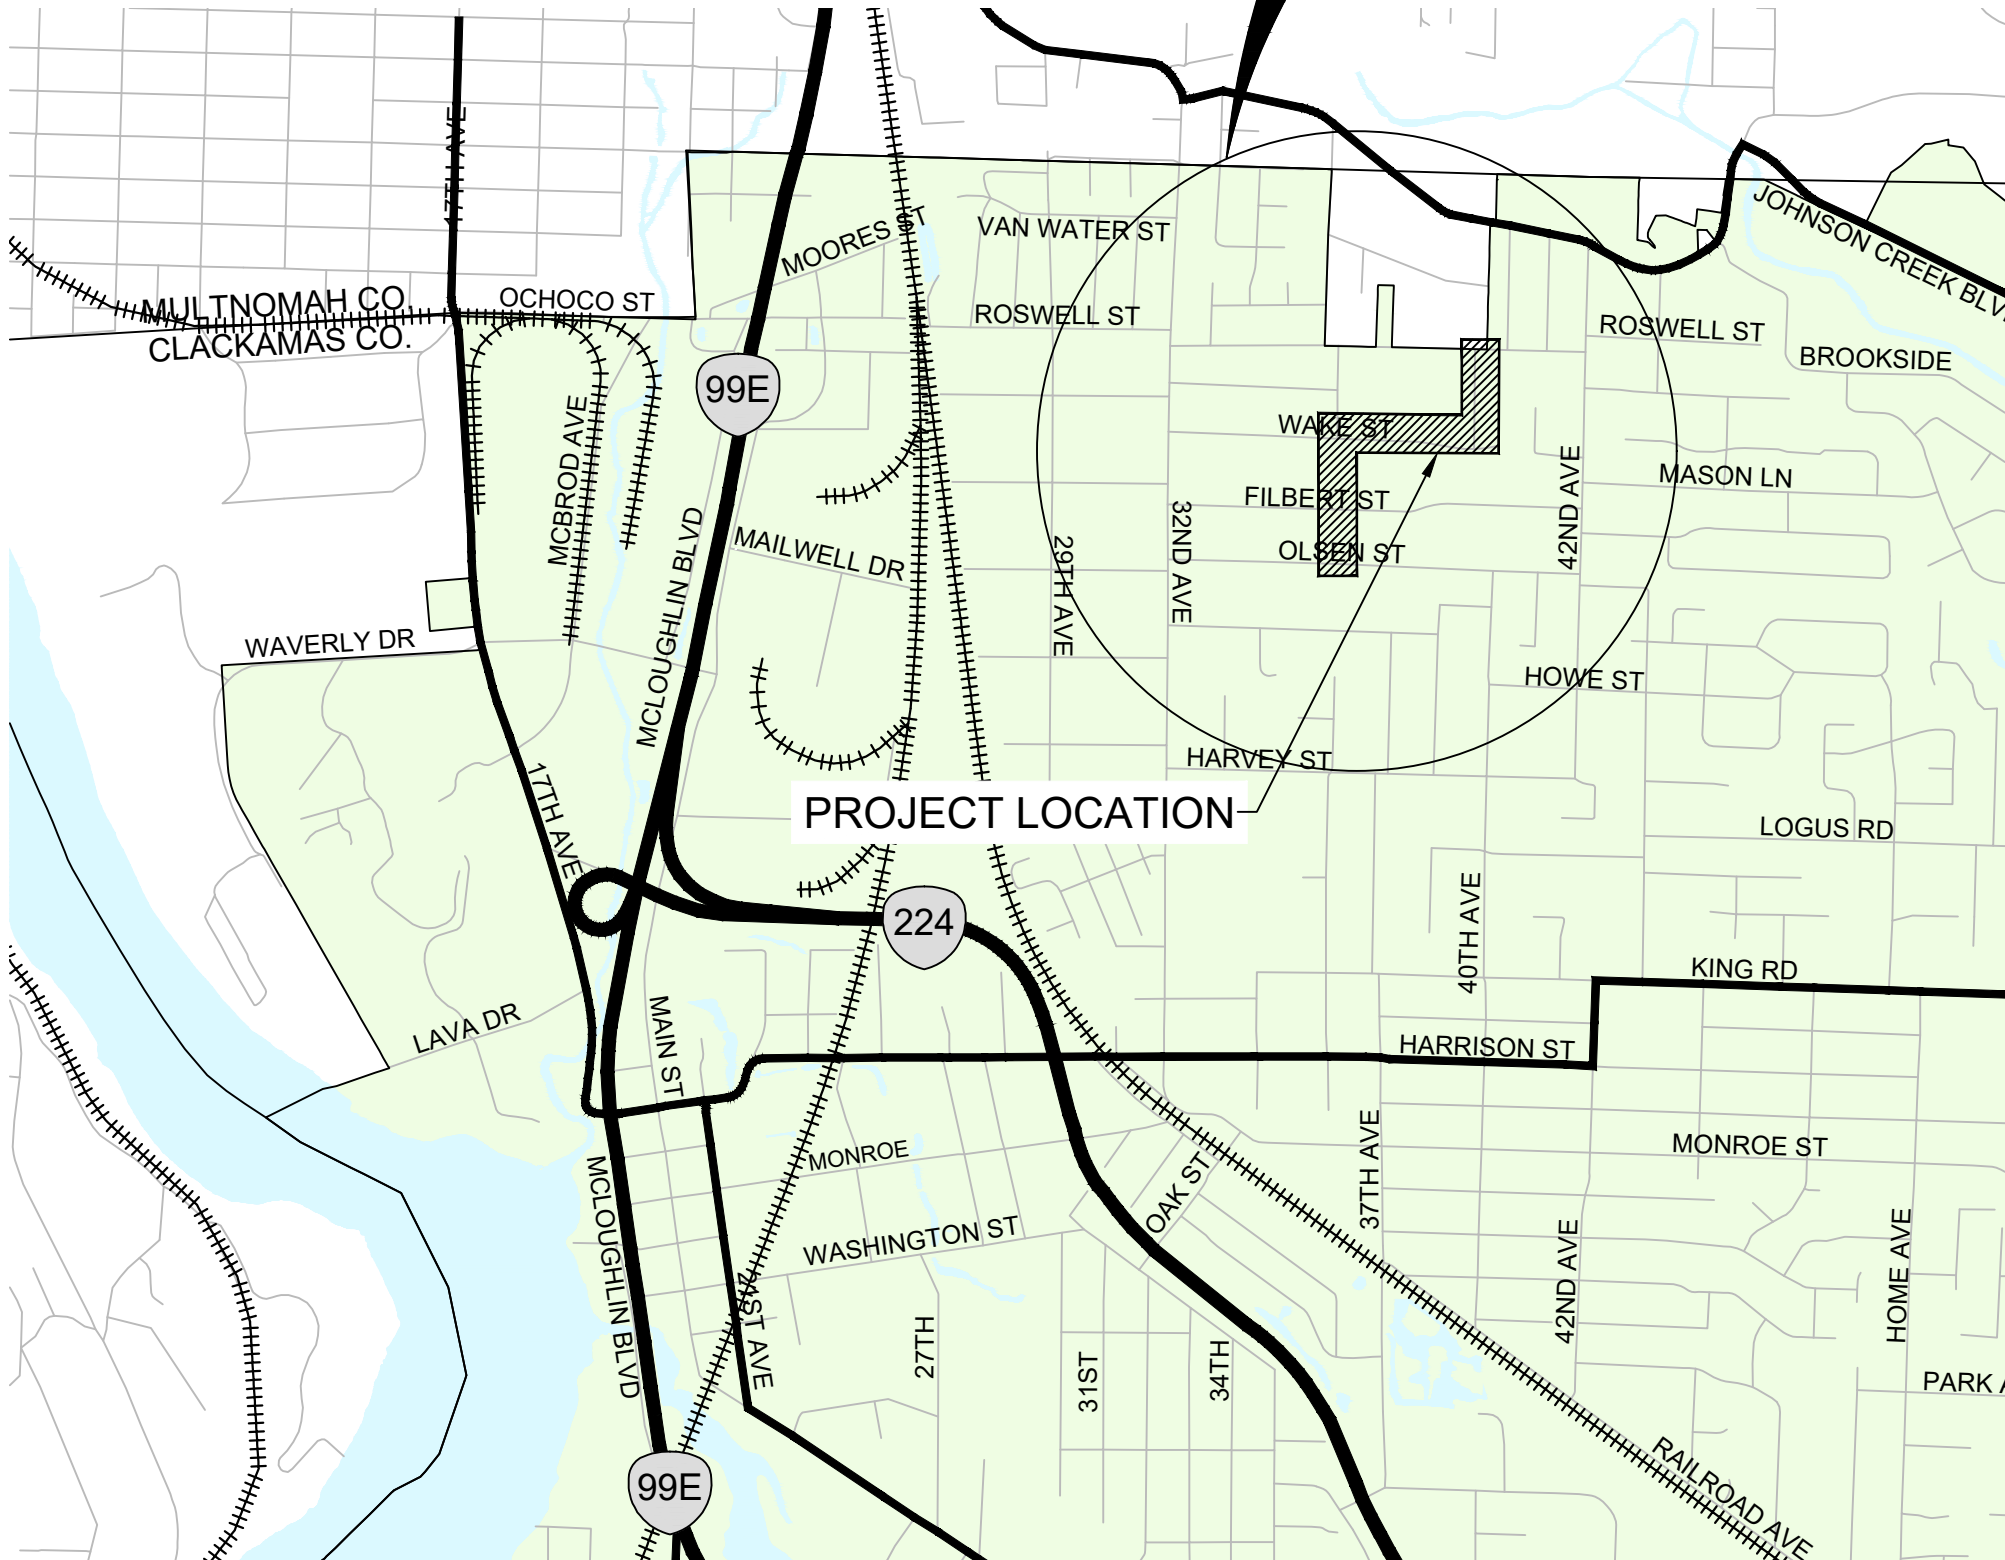 17TH AVE
MOORES ST
VAN WATER ST
JOHNSON CREEK BLV
MULTNOMAH CO.
OCHOCO ST
ROSWELL ST
ROSWELL ST
CLACKAMAS CO.
BROOKSIDE
99E
MCBROD AVE
WAKE ST
42ND AVE
MASON LN
FILBERT ST
32ND AVE
MAILWELL DR
29TH AVE
OLSEN ST
MCLOUGHLIN BLVD
WAVERLY DR
HOWE ST
HARVEY ST
17TH AVE
PROJECT LOCATION
LOGUS RD
224
40TH AVE
KING RD
LAVA DR
MAIN ST
HARRISON ST
MONROE
37TH AVE
MONROE ST
OAK ST
MCLOUGHLIN BLVD
WASHINGTON ST
42ND AVE
HOME AVE
21ST AVE
27TH
31ST
34TH
PARK
99E
RAILROAD AVE